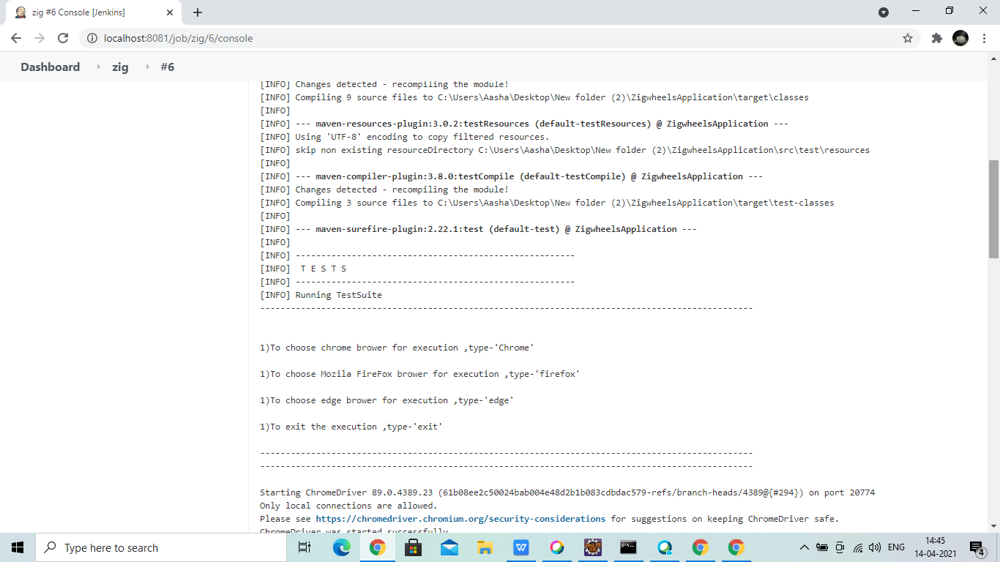 zig #6 Console [Jenkins]
localhost:8081/job/zig/6/console
Dashboard zig #6
[INFO] Changes detected - recompiling the module!
[INFO] Compiling 9 source files to C:\Users\Aasha\Desktop\New folder (2)\ZigwheelsApplication\target\classes
[INFO]
[INFO] --- maven-resources-plugin:3.0.2:testResources (default-testResources) @ ZigwheelsApplication ---
[INFO] Using 'UTF-8' encoding to copy filtered resources.
[INFO] skip non existing resourceDirectory C:\Users\Aasha\Desktop\New folder (2)\ZigwheelsApplication\src\test\resources
[INFO]
[INFO] --- maven-compiler-plugin:3.8.0:testCompile (default-testCompile) @ ZigwheelsApplication ---
[INFO] Changes detected - recompiling the module!
[INFO] Compiling 3 source files to C:\Users\Aasha\Desktop\New folder (2)\ZigwheelsApplication\target\test-classes
[INFO]
[INFO] --- maven-surefire-plugin:2.22.1:test (default-test) @ ZigwheelsApplication ---
[INFO]
[INFO] -------------------------------------------------------
[INFO]  T E S T S
[INFO] -------------------------------------------------------
[INFO] Running TestSuite
-------------------------------------------------------------------------------------------------
1)To choose chrome brower for execution ,type-'Chrome'
1)To choose Mozila FireFox brower for execution ,type-'firefox'
1)To choose edge brower for execution ,type-'edge'
1)To exit the execution ,type-'exit'
-------------------------------------------------------------------------------------------------
-------------------------------------------------------------------------------------------------
Starting ChromeDriver 89.0.4389.23 (61b08ee2c50024bab004e48d2b1b083cdbdac579-refs/branch-heads/4389@{#294}) on port 20774
Only local connections are allowed.
Please see https://chromedriver.chromium.org/security-considerations for suggestions on keeping ChromeDriver safe.
ChromeDriver was started successfully.
Type here to search
ENG
14:45
14-04-2021
4